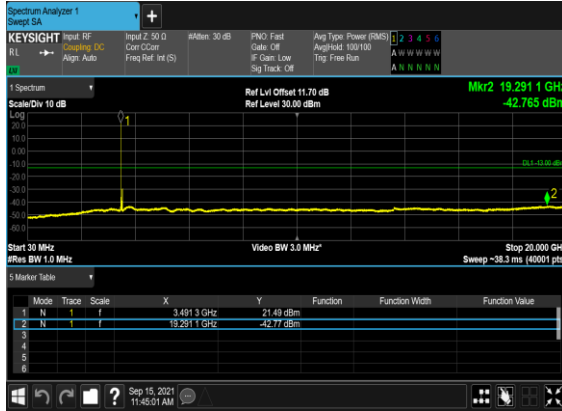 Spectrum Analyzer 1
Swept SA
+
KEYSIGHT Input: RF Input Z: 50 Ω #Atten: 30 dB PNO: Fast Avg Type: Power (RMS) 1 2 3 4 5 6
RL Coupling: DC Corr CCorr Gate: Off Avg|Hold: 100/100 A W W W W W
Align: Auto Freq Ref: Int (S) IF Gain: Low Trig: Free Run
Sig Track: Off A N N N N N
1 Spectrum Ref Lvl Offset 11.70 dB Mkr2 19.291 1 GHz
Scale/Div 10 dB Ref Level 30.00 dBm -42.765 dBm
Log
1
20.0
10.0
0.00
-10.0 DL1 -13.00 dBm
-20.0
-30.0
-40.0 2
-50.0
-60.0
Start 30 MHz Video BW 3.0 MHz* Stop 20.000 GH
#Res BW 1.0 MHz Sweep ~38.3 ms (40001 pts
5 Marker Table
Mode Trace Scale X Y Function Function Width Function Value
1 N 1 f 3.491 3 GHz 21.49 dBm
2 N 1 f 19.291 1 GHz -42.77 dBm
3
4
5
6
? Sep 15, 2021
11:45:01 AM